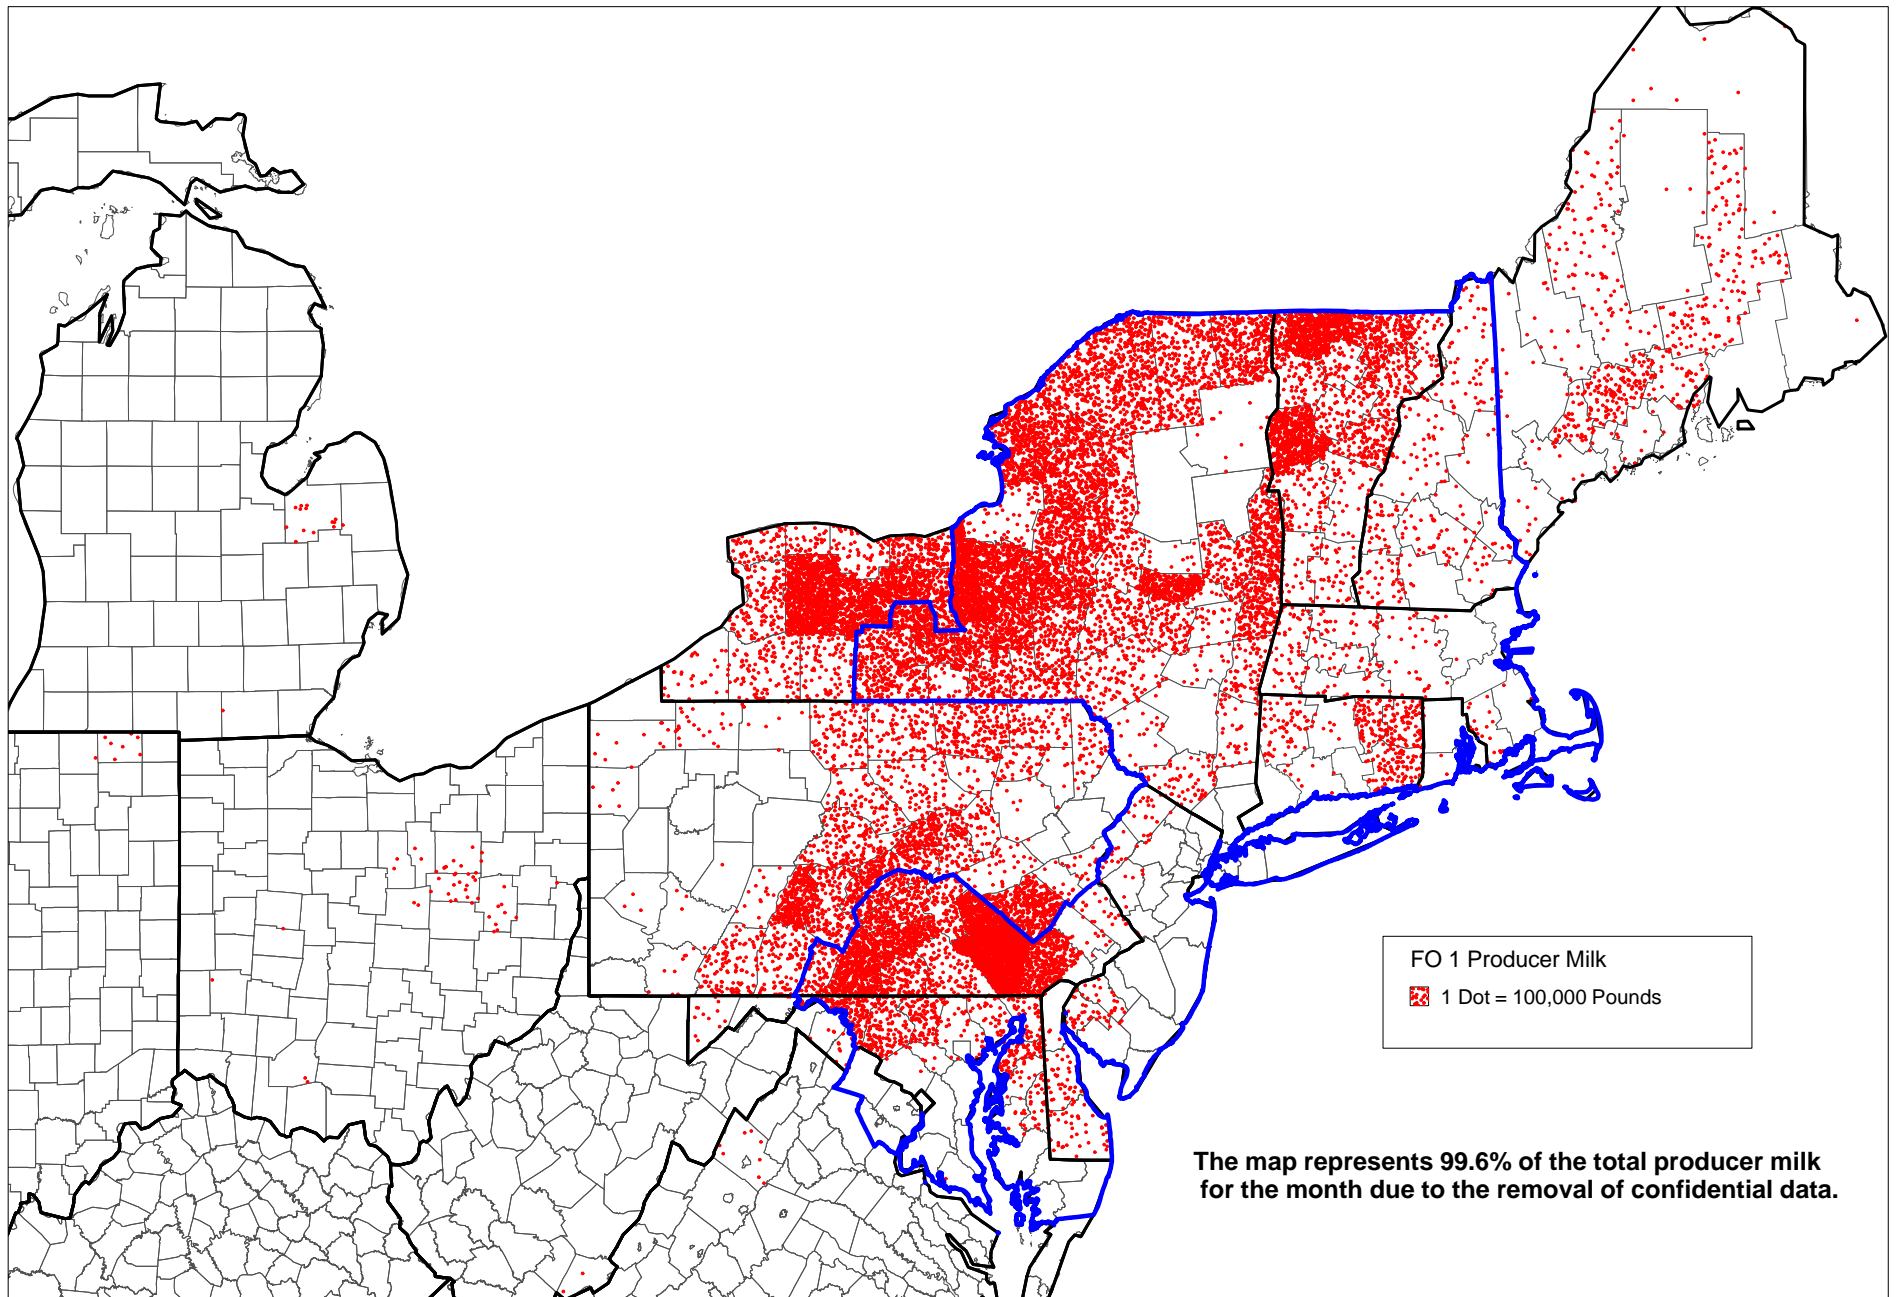 FO 1 Producer Milk
1 Dot = 100,000 Pounds
The map represents 99.6% of the total producer milk
for the month due to the removal of confidential data.